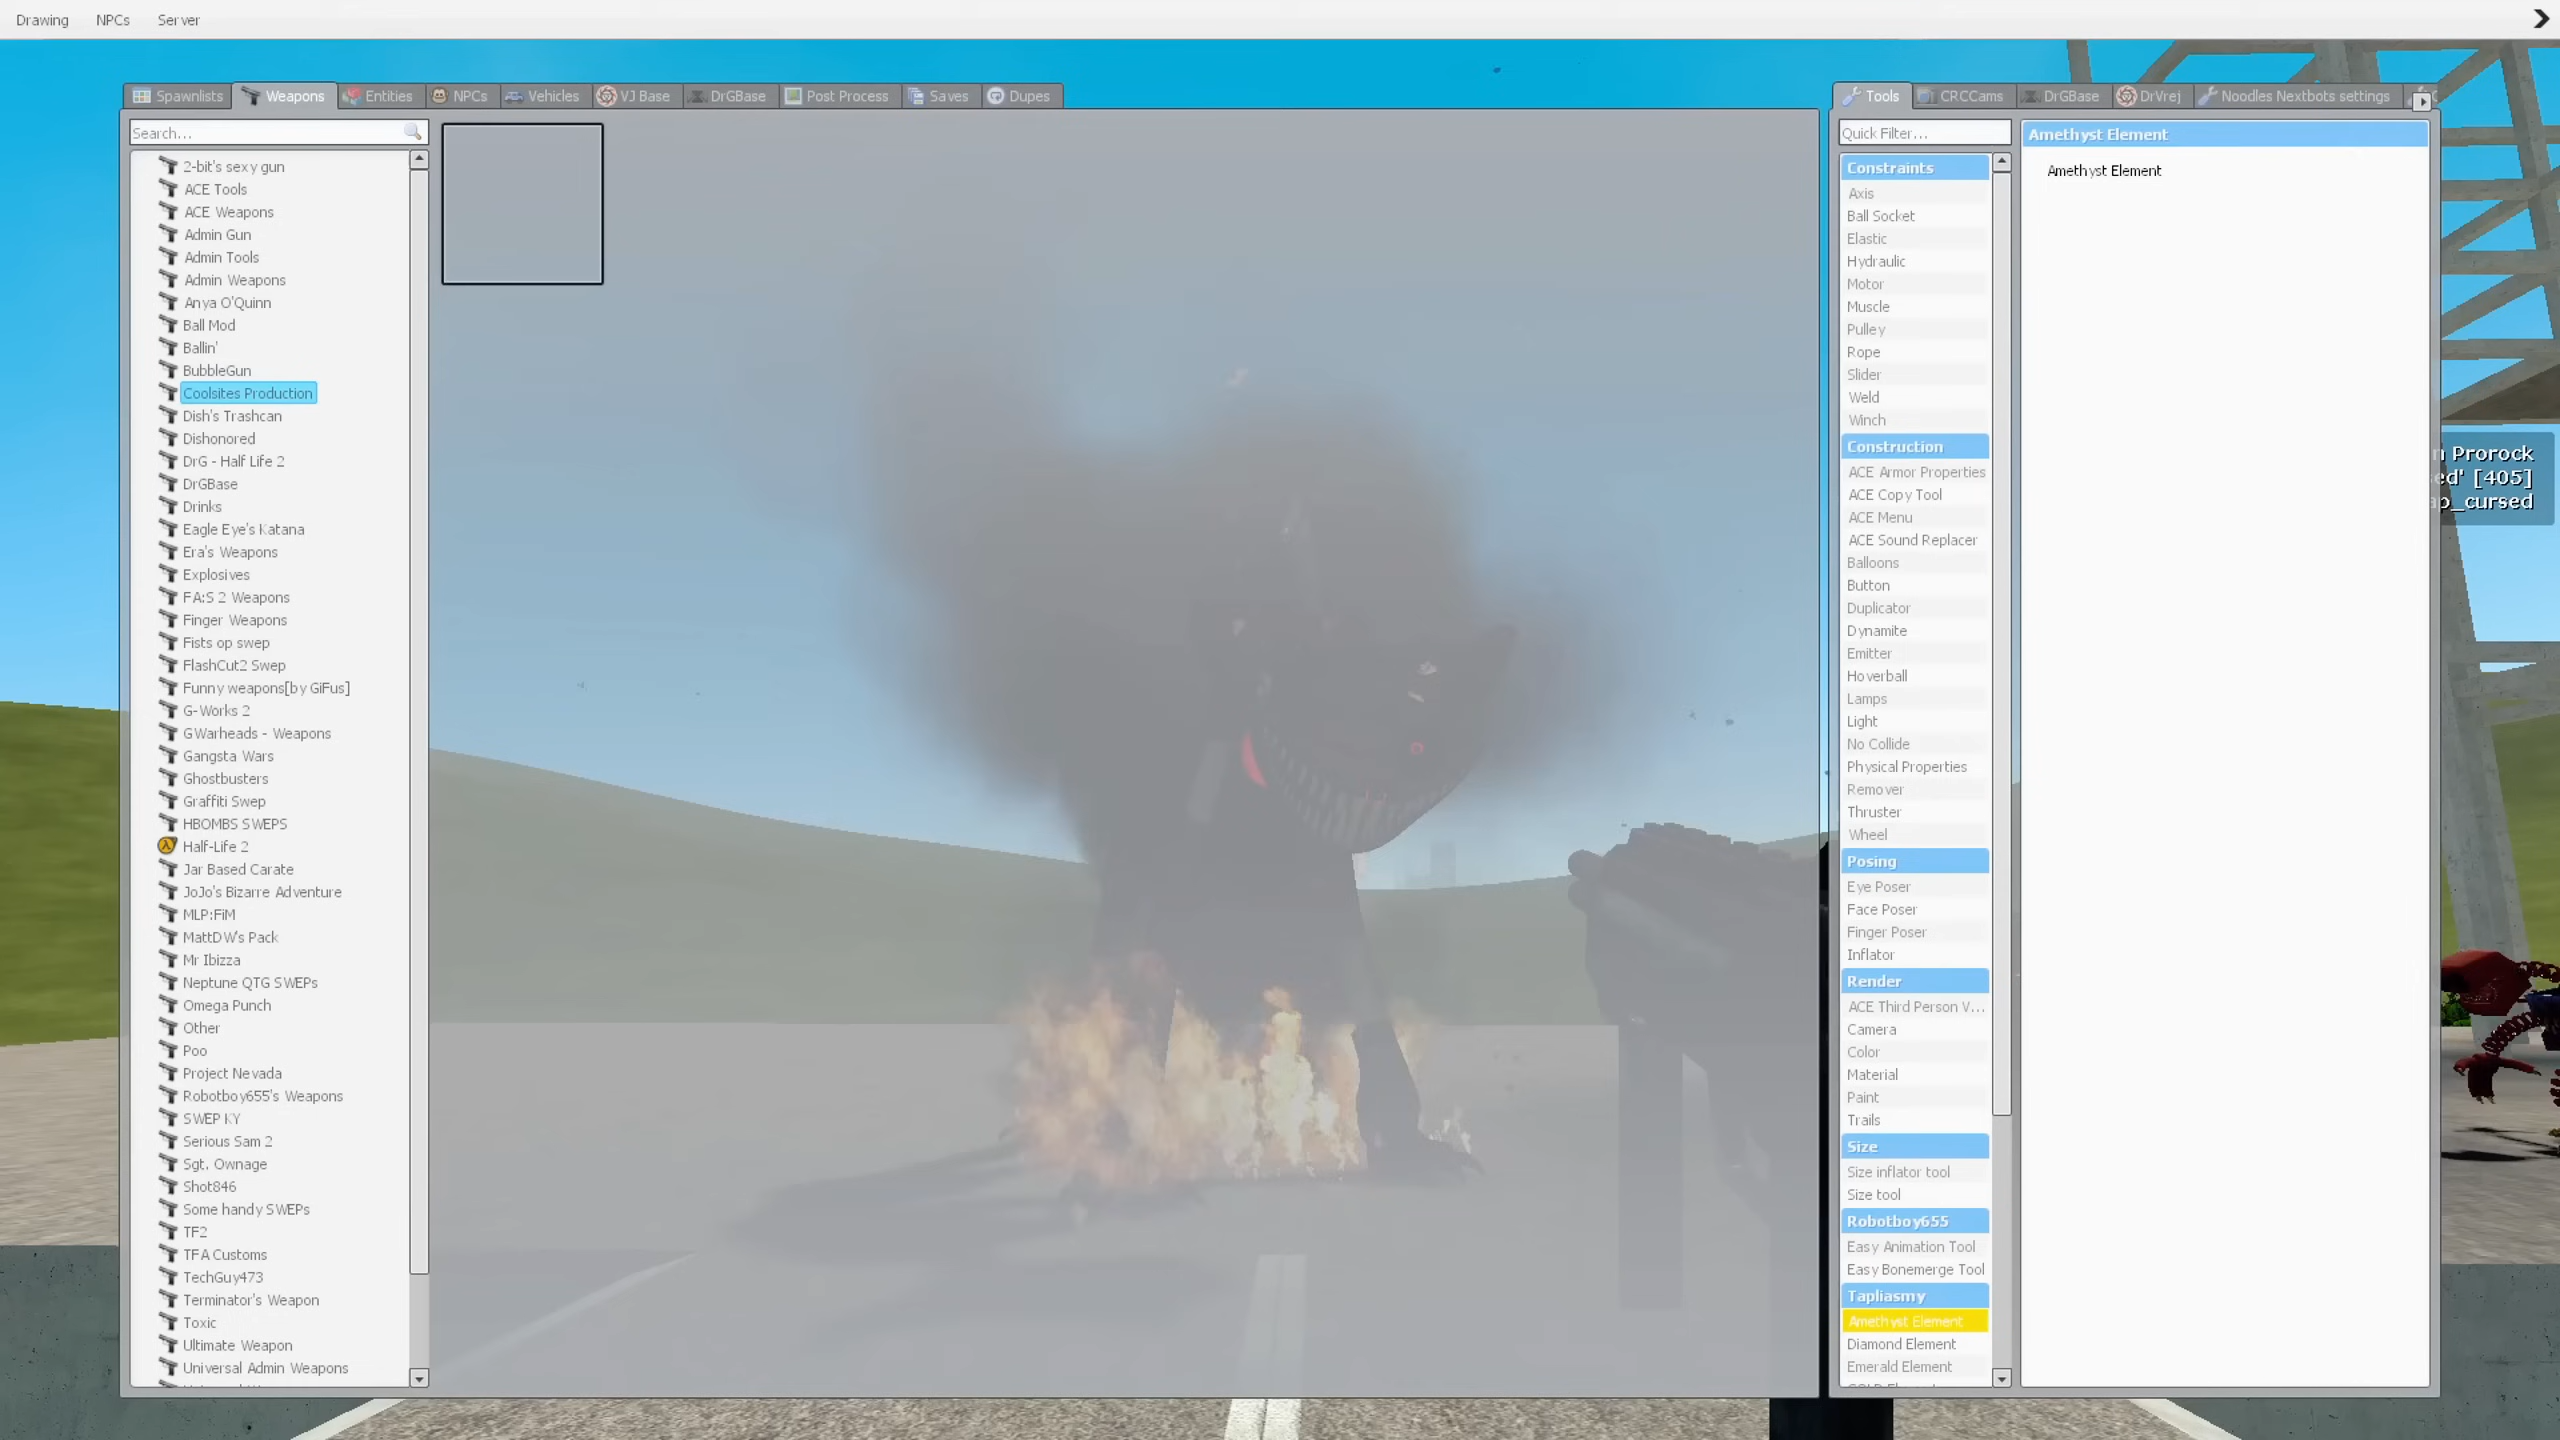 Drawing NPCs Server
Spawnlists Weapons Entities NPCs Vehicles VJ Base DrGBase Post Process Saves Dupes
Search...
2-bit's sexy gun
ACE Tools
ACE Weapons
Admin Gun
Admin Tools
Admin Weapons
Anya O'Quinn
Ball Mod
Ballin'
BubbleGun
Coolsites Production
Dish's Trashcan
Dishonored
DrG - Half Life 2
DrGBase
Drinks
Eagle Eye's Katana
Era's Weapons
Explosives
FA:S 2 Weapons
Finger Weapons
Fists op swep
FlashCut2 Swep
Funny weapons[by GiFus]
G-Works 2
GWarheads - Weapons
Gangsta Wars
Ghostbusters
Graffiti Swep
HBOMBS SWEPS
Half-Life 2
Jar Based Carate
JoJo's Bizarre Adventure
MLP:FiM
MattDW's Pack
Mr Ibizza
Neptune QTG SWEPs
Omega Punch
Other
Poo
Project Nevada
Robotboy655's Weapons
SWEP KY
Serious Sam 2
Sgt. Ownage
Shot846
Some handy SWEPs
TF2
TFA Customs
TechGuy473
Terminator's Weapon
Toxic
Ultimate Weapon
Universal Admin Weapons
Tools CRCCams DrGBase DrVrej Noodles Nextbots settings
Quick Filter...
Constraints
Axis
Ball Socket
Elastic
Hydraulic
Motor
Muscle
Pulley
Rope
Slider
Weld
Winch
Construction
ACE Armor Properties
ACE Copy Tool
ACE Menu
ACE Sound Replacer
Balloons
Button
Duplicator
Dynamite
Emitter
Hoverball
Lamps
Light
No Collide
Physical Properties
Remover
Thruster
Wheel
Posing
Eye Poser
Face Poser
Finger Poser
Inflator
Render
ACE Third Person V...
Camera
Color
Material
Paint
Trails
Size
Size inflator tool
Size tool
Robotboy655
Easy Animation Tool
Easy Bonemerge Tool
Tapliasmy
Amethyst Element
Diamond Element
Emerald Element
Amethyst Element
Amethyst Element
n Prorock
ed' [405]
ap_cursed